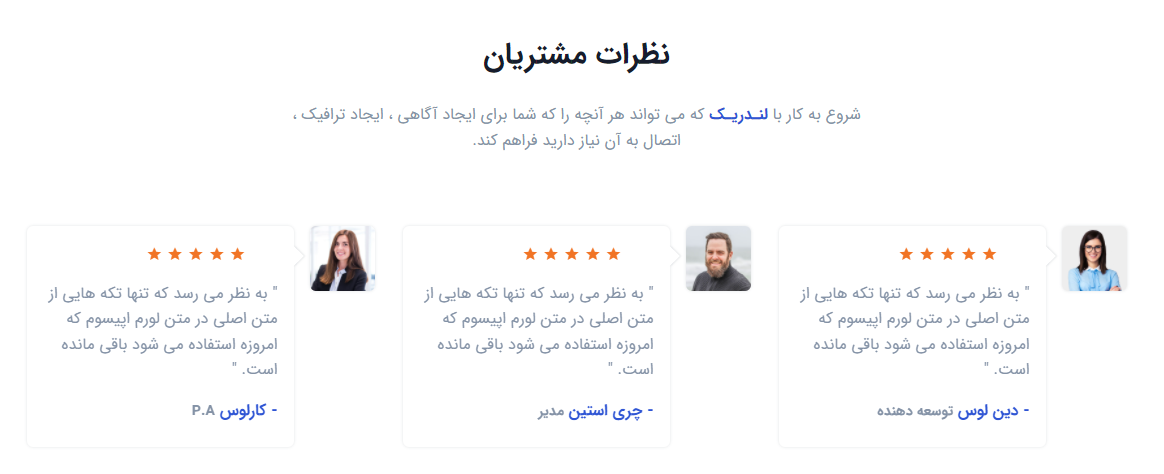 نظرات مشتریان
شروع به کار با لنـدریـک که می تواند هر آنچه را که شما برای ایجاد آگاهی ، ایجاد ترافیک ،
اتصال به آن نیاز دارید فراهم کند.
" به نظر می رسد که تنها تکه هایی از
متن اصلی در متن لورم ایپسوم که
امروزه استفاده می شود باقی مانده
است. "
- دین لوس توسعه دهنده
" به نظر می رسد که تنها تکه هایی از
متن اصلی در متن لورم ایپسوم که
امروزه استفاده می شود باقی مانده
است. "
- چری استین مدیر
" به نظر می رسد که تنها تکه هایی از
متن اصلی در متن لورم ایپسوم که
امروزه استفاده می شود باقی مانده
است. "
- کارلوس P.A